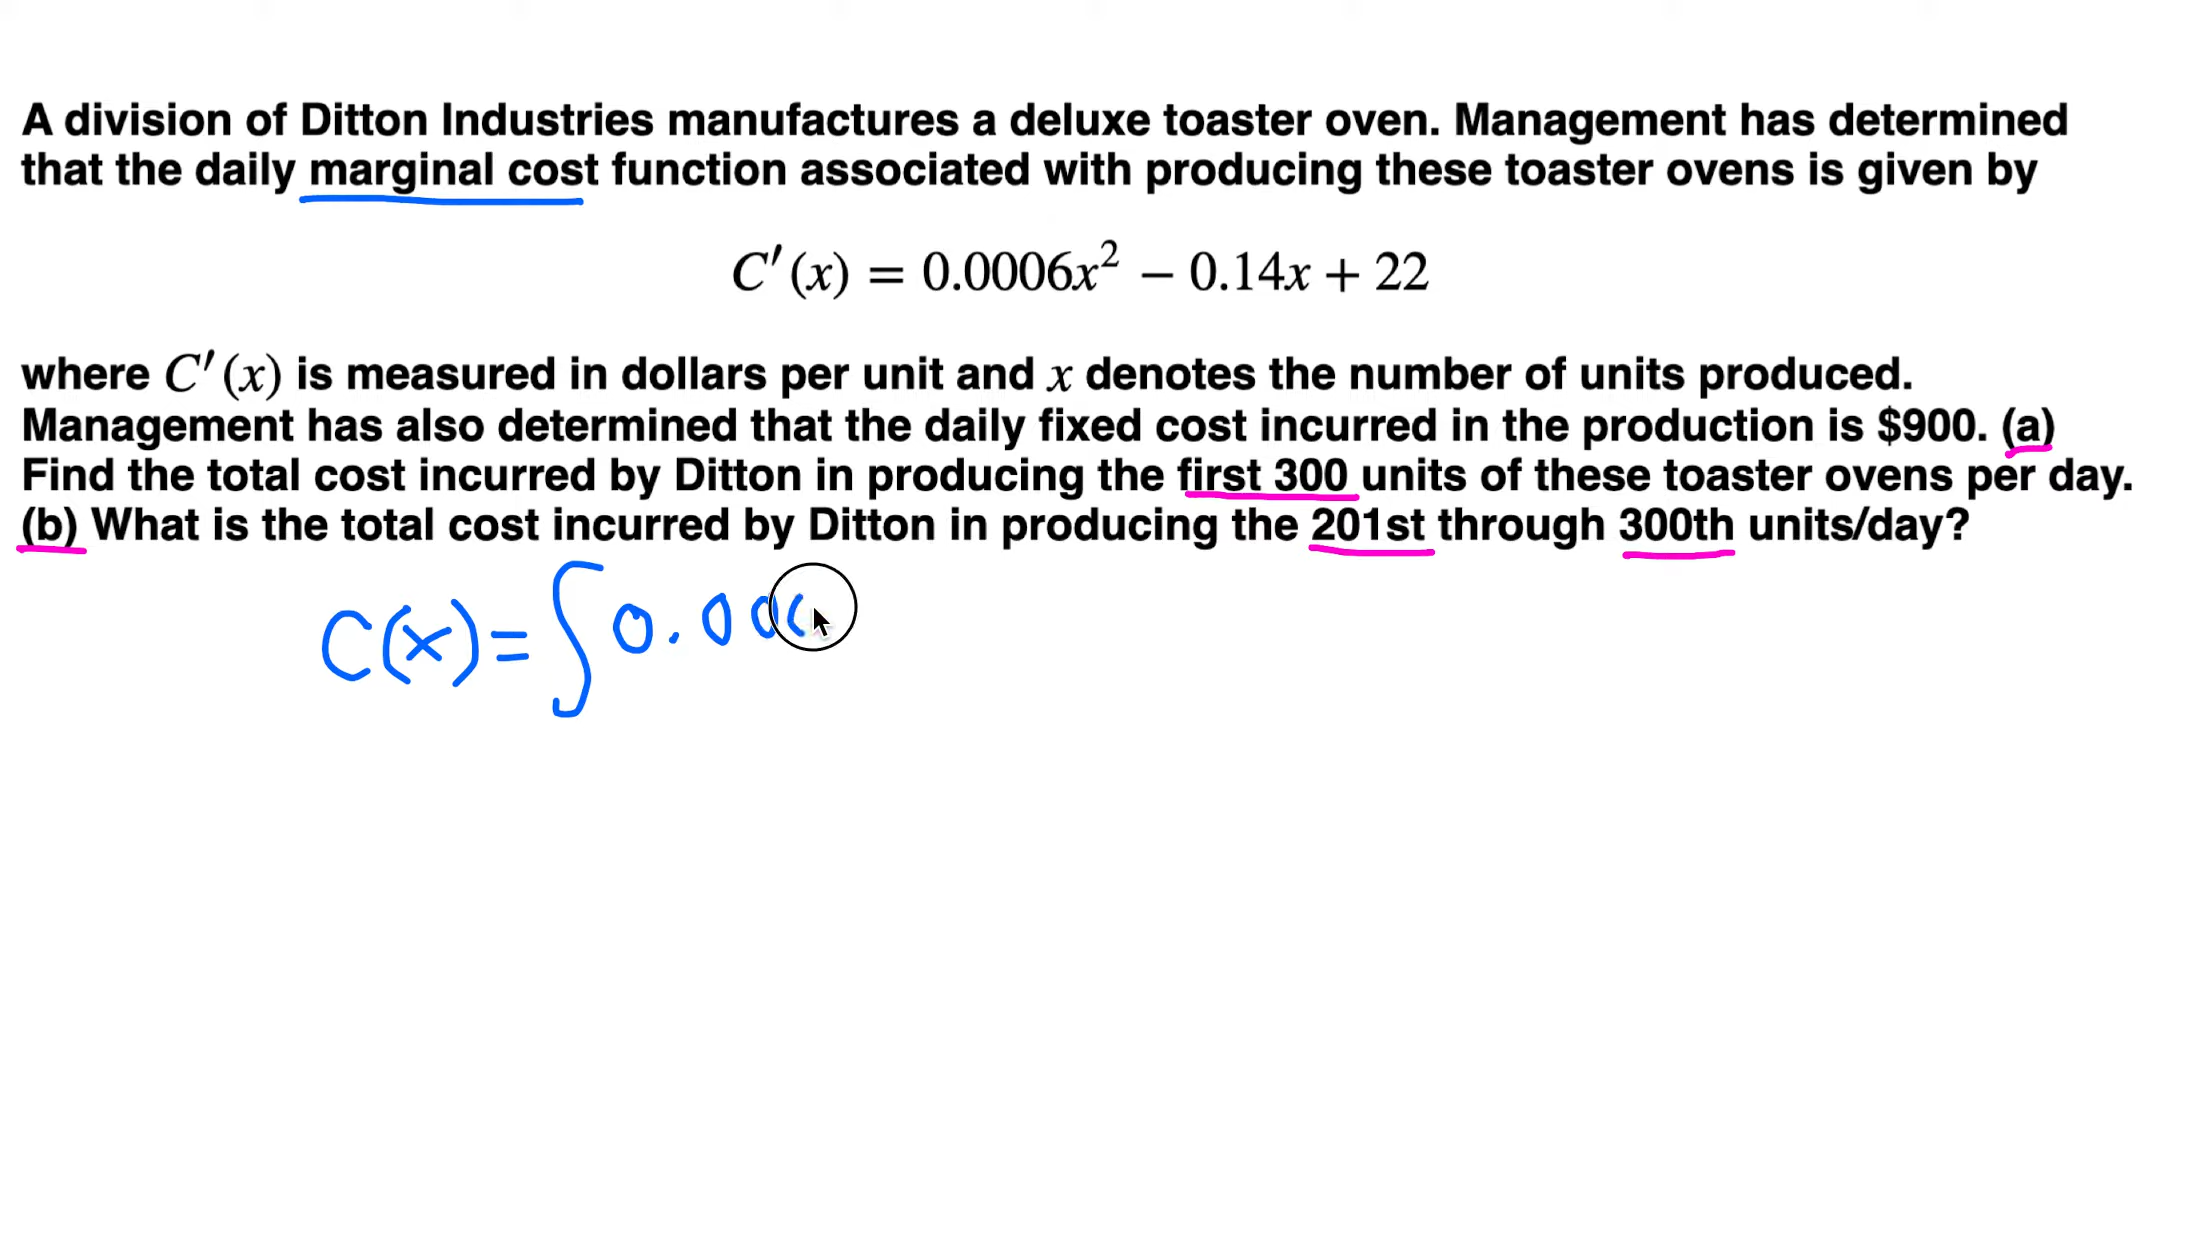 A division of Ditton Industries manufactures a deluxe toaster oven. Management has determined
that the daily marginal cost function associated with producing these toaster ovens is given by
C′(x) = 0.0006x² − 0.14x + 22
where C′(x) is measured in dollars per unit and x denotes the number of units produced.
Management has also determined that the daily fixed cost incurred in the production is $900. (a)
Find the total cost incurred by Ditton in producing the first 300 units of these toaster ovens per day.
(b) What is the total cost incurred by Ditton in producing the 201st through 300th units/day?
C(x)=∫0.00